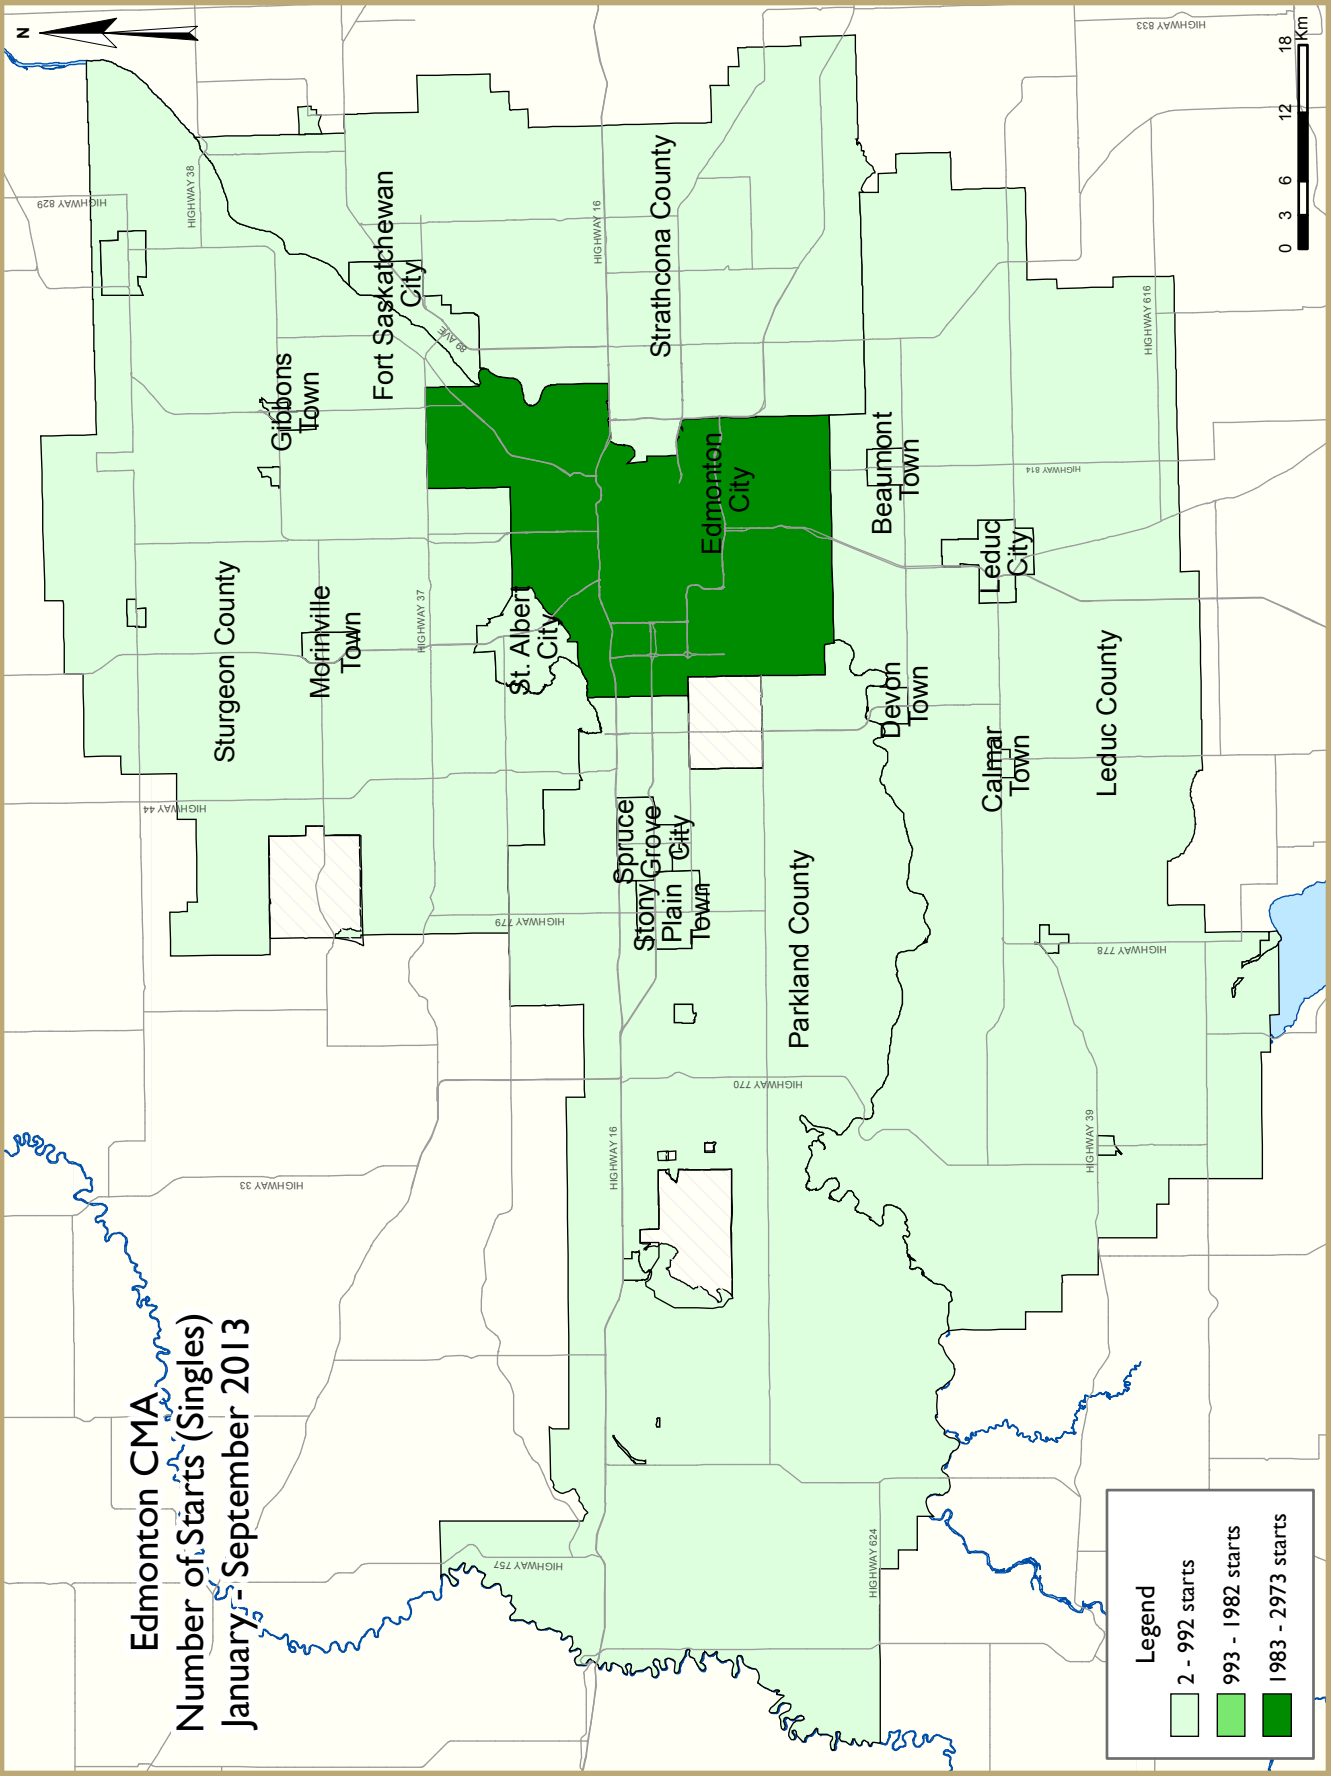 Edmonton CMA
Number of Starts (Singles)
January - September 2013
N
HIGHWAY 829
HIGHWAY 38
HIGHWAY 833
HIGHWAY 44
Sturgeon County
Gibbons
Town
Morinville
Town
Fort Saskatchewan
City
89 AVE
HIGHWAY 37
HIGHWAY 33
HIGHWAY 779
St. Albert
City
HIGHWAY 757
HIGHWAY 16
HIGHWAY 16
Strathcona County
Spruce
Grove
City
Stony
Plain
Town
Edmonton
City
HIGHWAY 770
Parkland County
HIGHWAY 624
Beaumont
Town
Devon
Town
Leduc
City
Calmar
Town
HIGHWAY 814
HIGHWAY 39
HIGHWAY 778
Leduc County
HIGHWAY 616
Legend
2 - 992 starts
993 - 1982 starts
1983 - 2973 starts
0 3 6 12 18
Km